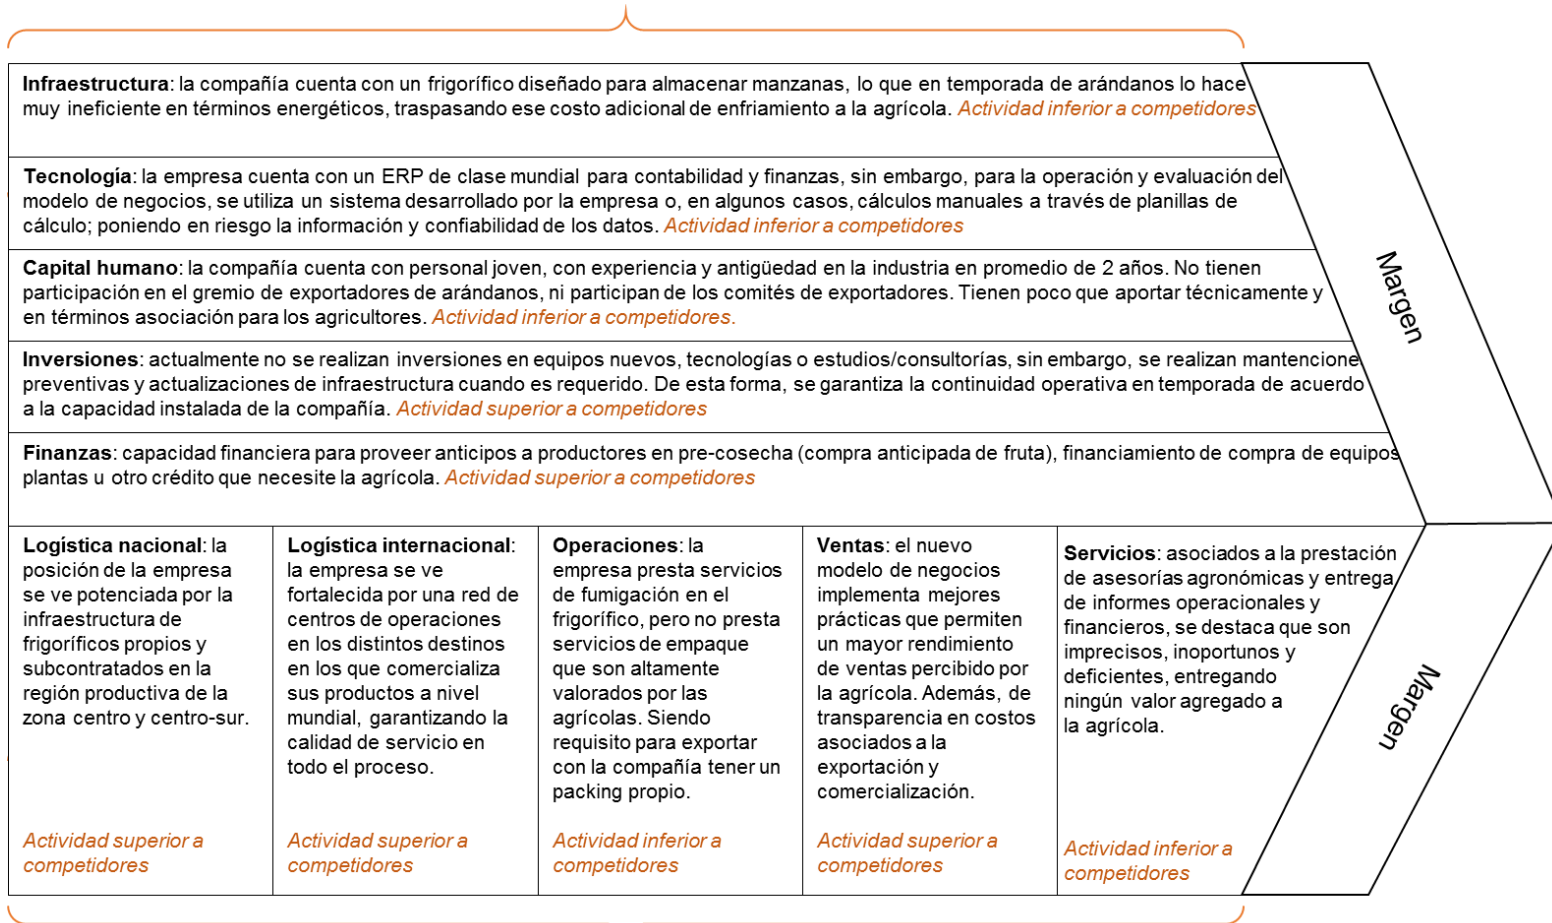 Infraestructura: la compañía cuenta con un frigorífico diseñado para almacenar manzanas, lo que en temporada de arándanos lo hace
muy ineficiente en términos energéticos, traspasando ese costo adicional de enfriamiento a la agrícola. Actividad inferior a competidores
Tecnología: la empresa cuenta con un ERP de clase mundial para contabilidad y finanzas, sin embargo, para la operación y evaluación del
modelo de negocios, se utiliza un sistema desarrollado por la empresa o, en algunos casos, cálculos manuales a través de planillas de
cálculo; poniendo en riesgo la información y confiabilidad de los datos. Actividad inferior a competidores
Capital humano: la compañía cuenta con personal joven, con experiencia y antigüedad en la industria en promedio de 2 años. No tienen
participación en el gremio de exportadores de arándanos, ni participan de los comités de exportadores. Tienen poco que aportar técnicamente y
en términos asociación para los agricultores. Actividad inferior a competidores.
Inversiones: actualmente no se realizan inversiones en equipos nuevos, tecnologías o estudios/consultorías, sin embargo, se realizan mantencione
preventivas y actualizaciones de infraestructura cuando es requerido. De esta forma, se garantiza la continuidad operativa en temporada de acuerdo
a la capacidad instalada de la compañía. Actividad superior a competidores
Finanzas: capacidad financiera para proveer anticipos a productores en pre-cosecha (compra anticipada de fruta), financiamiento de compra de equipos
plantas u otro crédito que necesite la agrícola. Actividad superior a competidores
Margen
Logística nacional: la
posición de la empresa
se ve potenciada por la
infraestructura de
frigoríficos propios y
subcontratados en la
región productiva de la
zona centro y centro-sur.
Actividad superior a
competidores
Logística internacional:
la empresa se ve
fortalecida por una red de
centros de operaciones
en los distintos destinos
en los que comercializa
sus productos a nivel
mundial, garantizando la
calidad de servicio en
todo el proceso.
Actividad superior a
competidores
Operaciones: la
empresa presta servicios
de fumigación en el
frigorífico, pero no presta
servicios de empaque
que son altamente
valorados por las
agrícolas. Siendo
requisito para exportar
con la compañía tener un
packing propio.
Actividad inferior a
competidores
Ventas: el nuevo
modelo de negocios
implementa mejores
prácticas que permiten
un mayor rendimiento
de ventas percibido por
la agrícola. Además, de
transparencia en costos
asociados a la
exportación y
comercialización.
Actividad superior a
competidores
Servicios: asociados a la prestación
de asesorías agronómicas y entrega
de informes operacionales y
financieros, se destaca que son
imprecisos, inoportunos y
deficientes, entregando
ningún valor agregado a
la agrícola.
Actividad inferior a
competidores
Margen